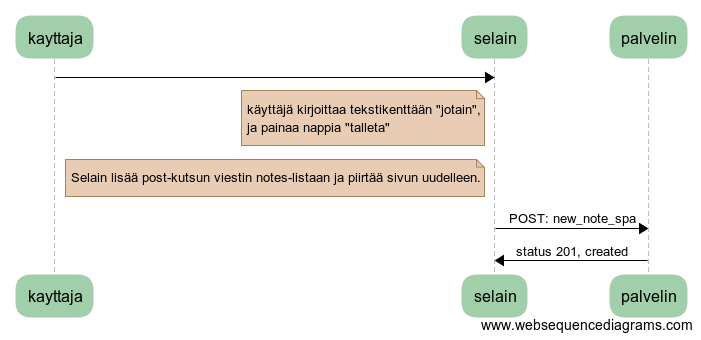 kayttaja
selain
palvelin
käyttäjä kirjoittaa tekstikenttään "jotain",
ja painaa nappia "talleta"
Selain lisää post-kutsun viestin notes-listaan ja piirtää sivun uudelleen.
POST: new_note_spa
status 201, created
kayttaja
selain
palvelin
www.websequencediagrams.com